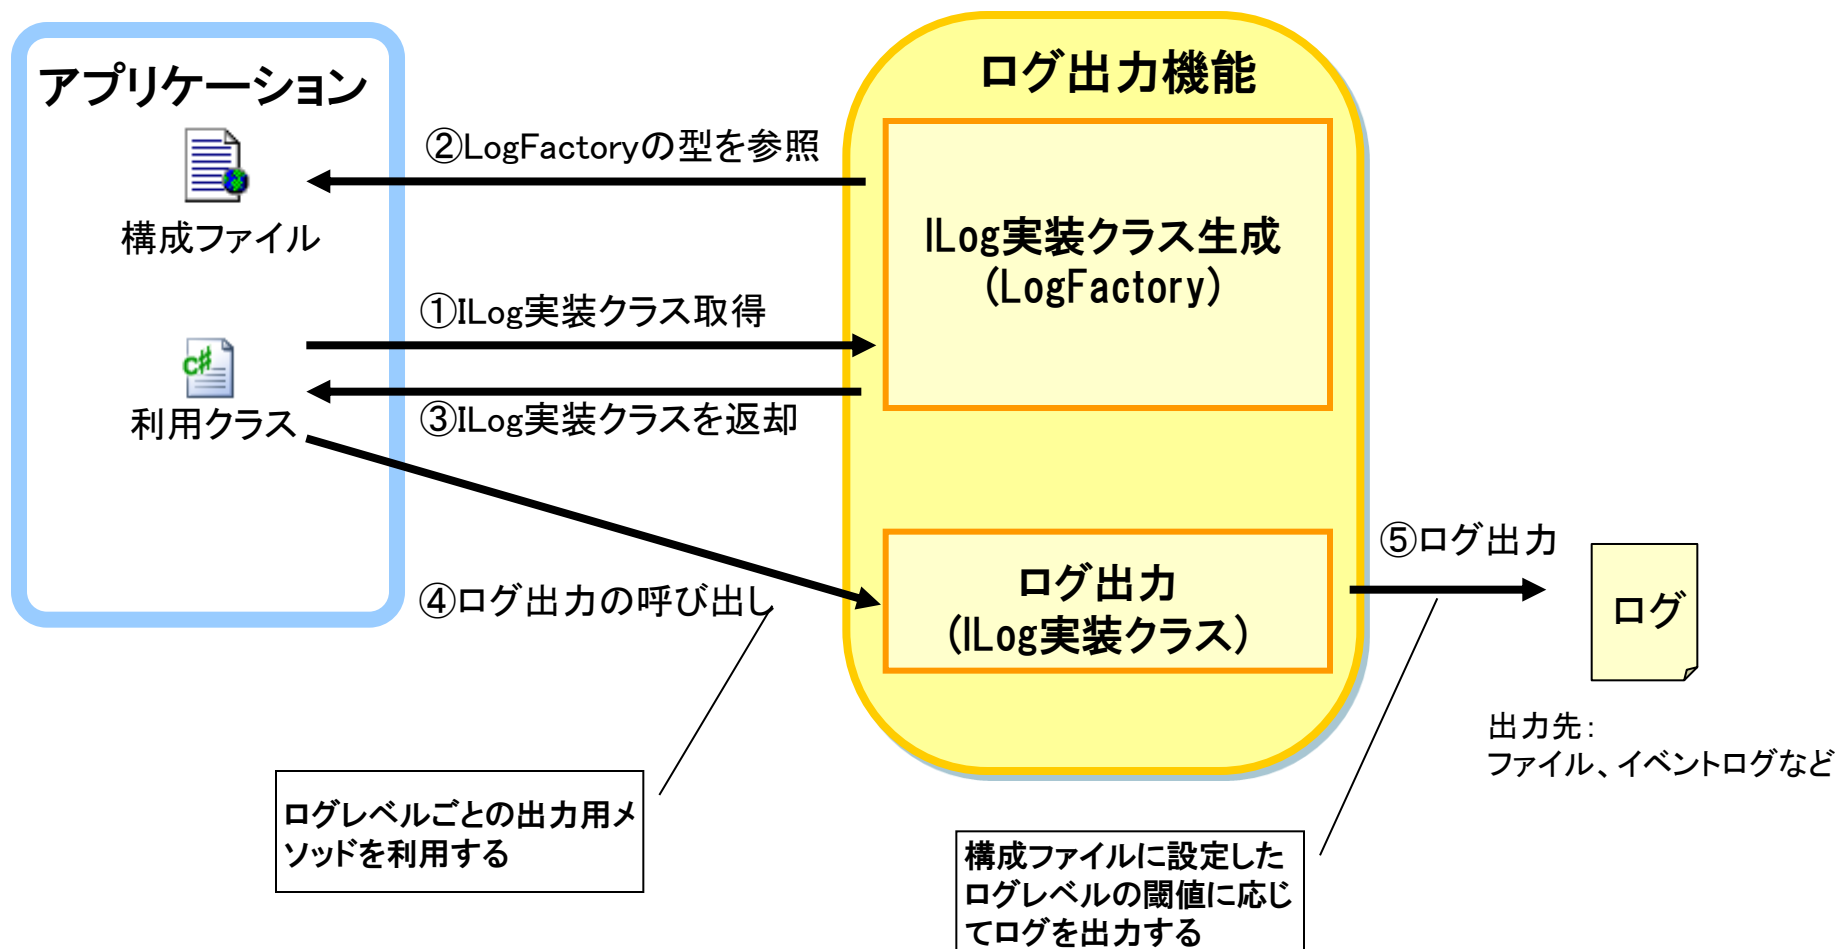 アプリケーション
構成ファイル
利用クラス
②LogFactoryの型を参照
①ILog実装クラス取得
③ILog実装クラスを返却
④ログ出力の呼び出し
ログ出力機能
ILog実装クラス生成
(LogFactory)
ログ出力
(ILog実装クラス)
⑤ログ出力
ログ
出力先:
ファイル、イベントログなど
ログレベルごとの出力用メ
ソッドを利用する
構成ファイルに設定した
ログレベルの閾値に応じ
てログを出力する
C#